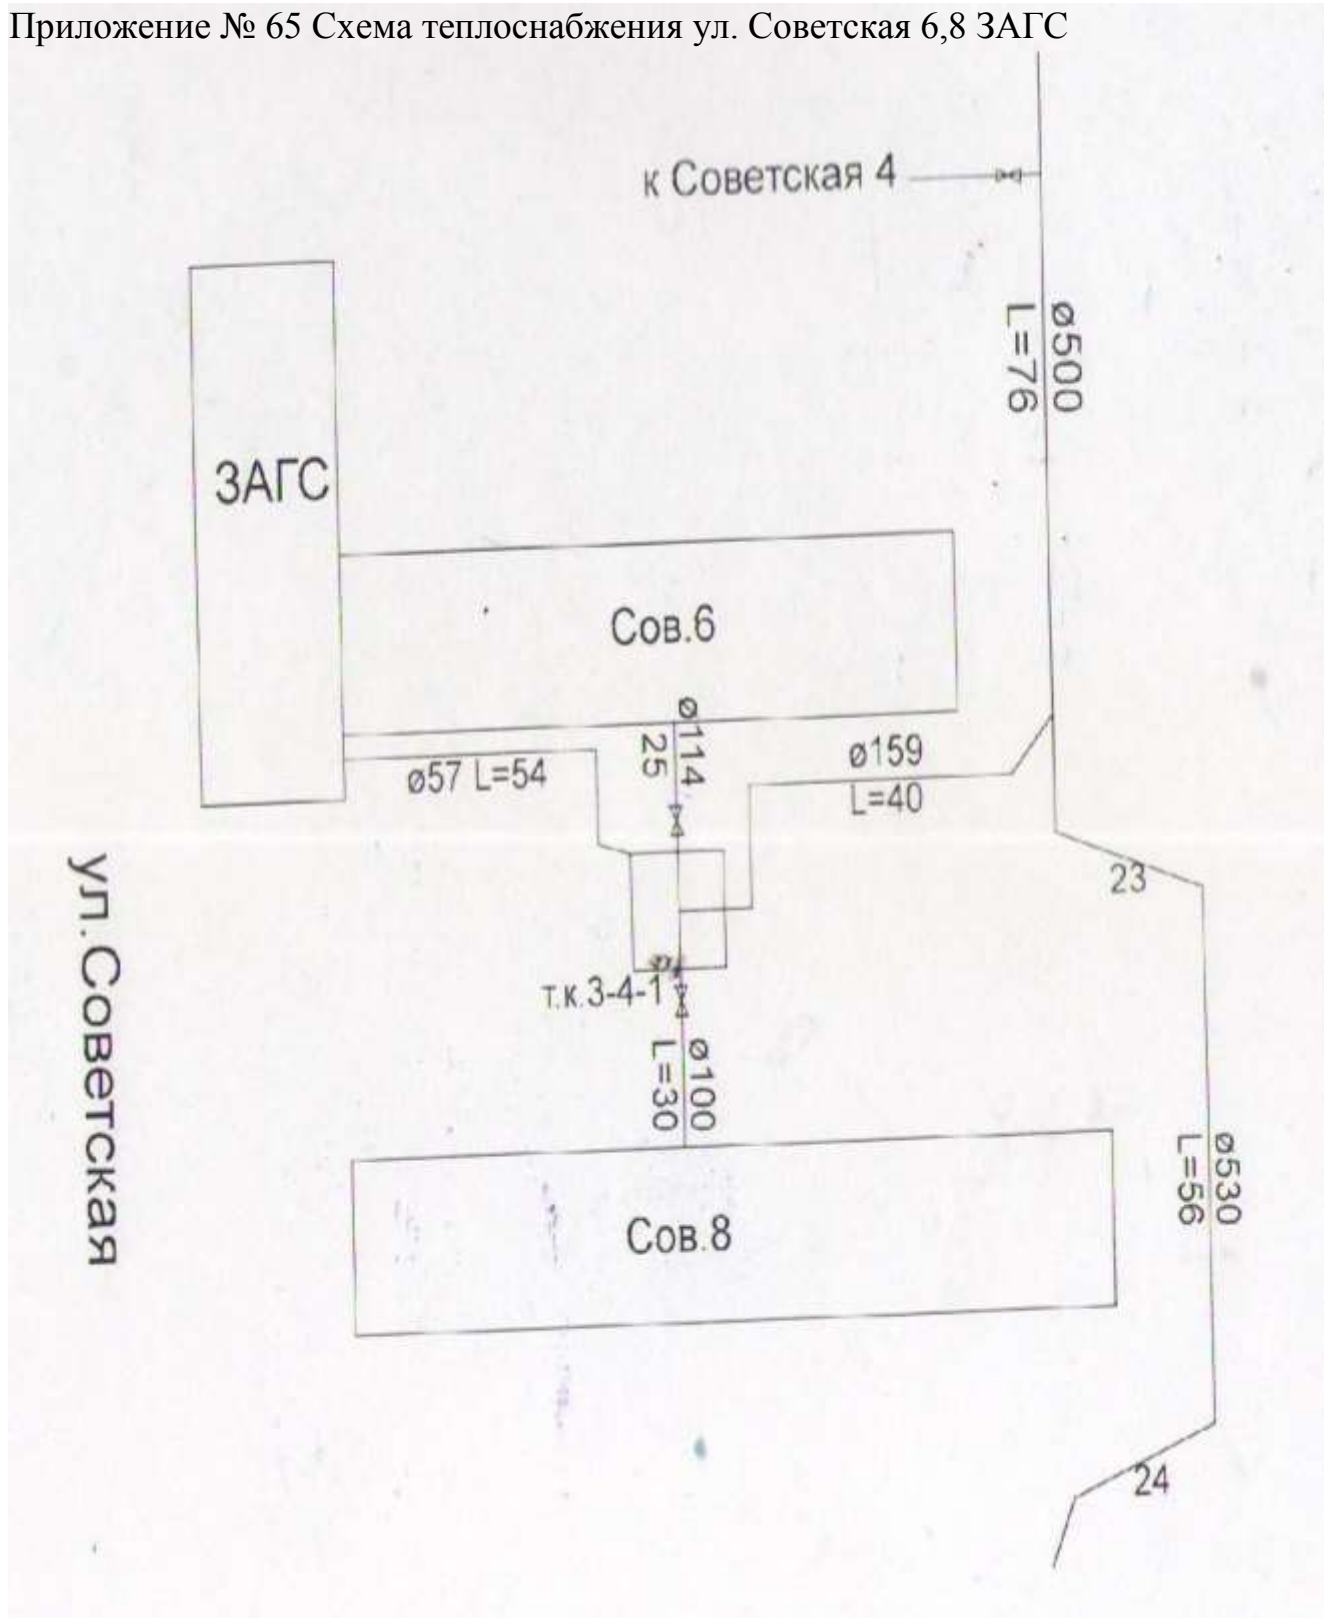 Приложение № 65 Схема теплоснабжения ул. Советская 6,8 ЗАГС
к Советская 4
ø500
L=76
ЗАГС
Сов.6
ø114
25
ø159
L=40
ø57 L=54
23
ул.Советская
т.к.3-4-1
ø100
L=30
ø530
L=56
Сов.8
24